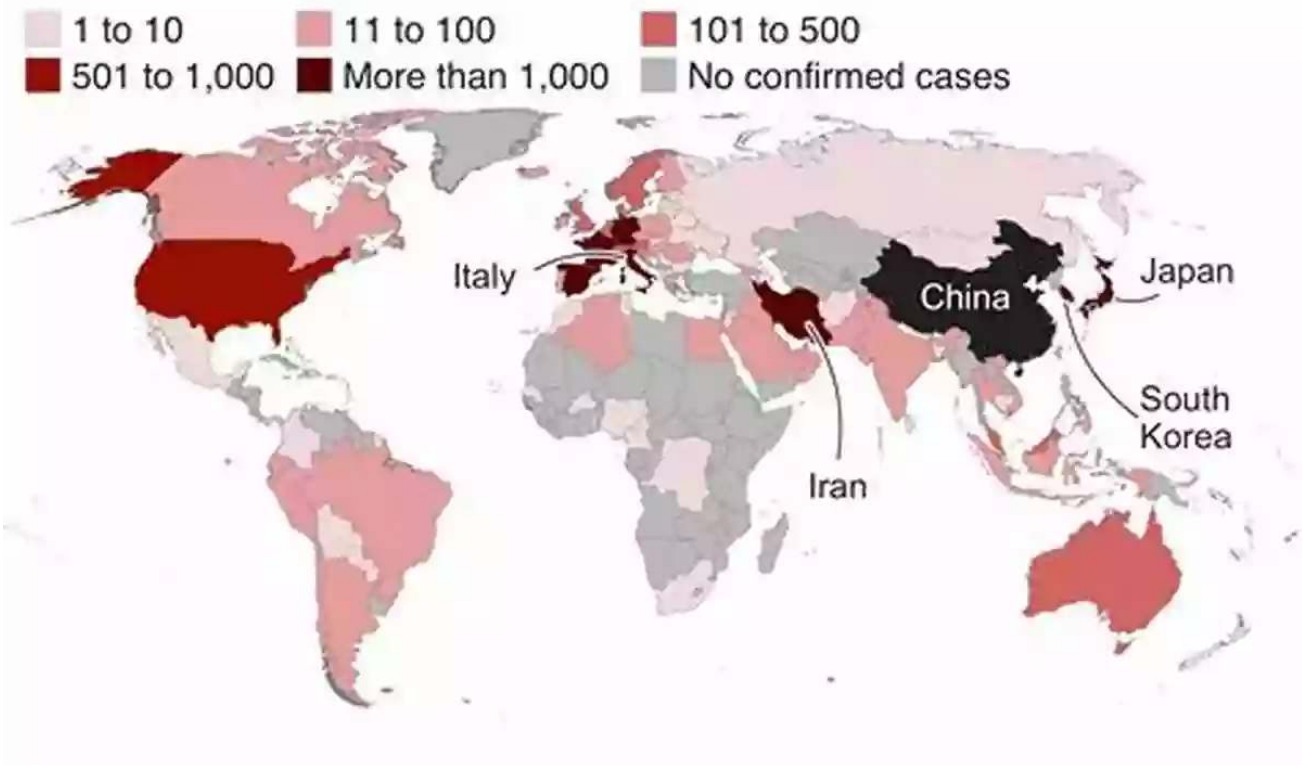 1 to 10 11 to 100 101 to 500
501 to 1,000 More than 1,000 No confirmed cases
Italy
China
Japan
South
Korea
Iran